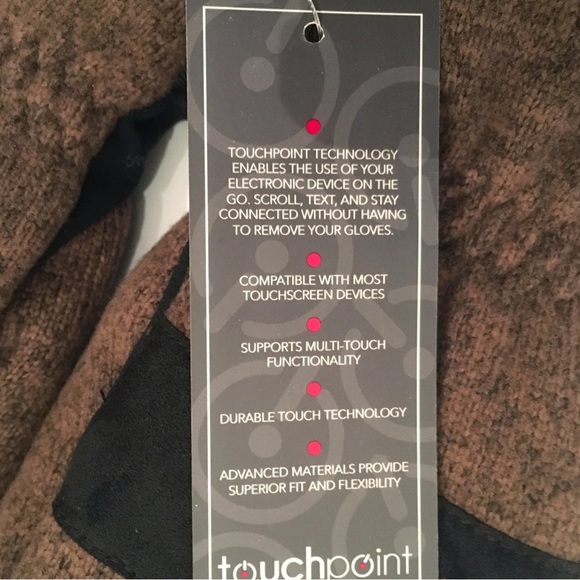 TOUCHPOINT TECHNOLOGY
ENABLES THE USE OF YOUR
ELECTRONIC DEVICE ON THE
GO. SCROLL, TEXT, AND STAY
CONNECTED WITHOUT HAVING
TO REMOVE YOUR GLOVES.
COMPATIBLE WITH MOST
TOUCHSCREEN DEVICES
SUPPORTS MULTI-TOUCH
FUNCTIONALITY
DURABLE TOUCH TECHNOLOGY
ADVANCED MATERIALS PROVIDE
SUPERIOR FIT AND FLEXIBILITY
touchpoint